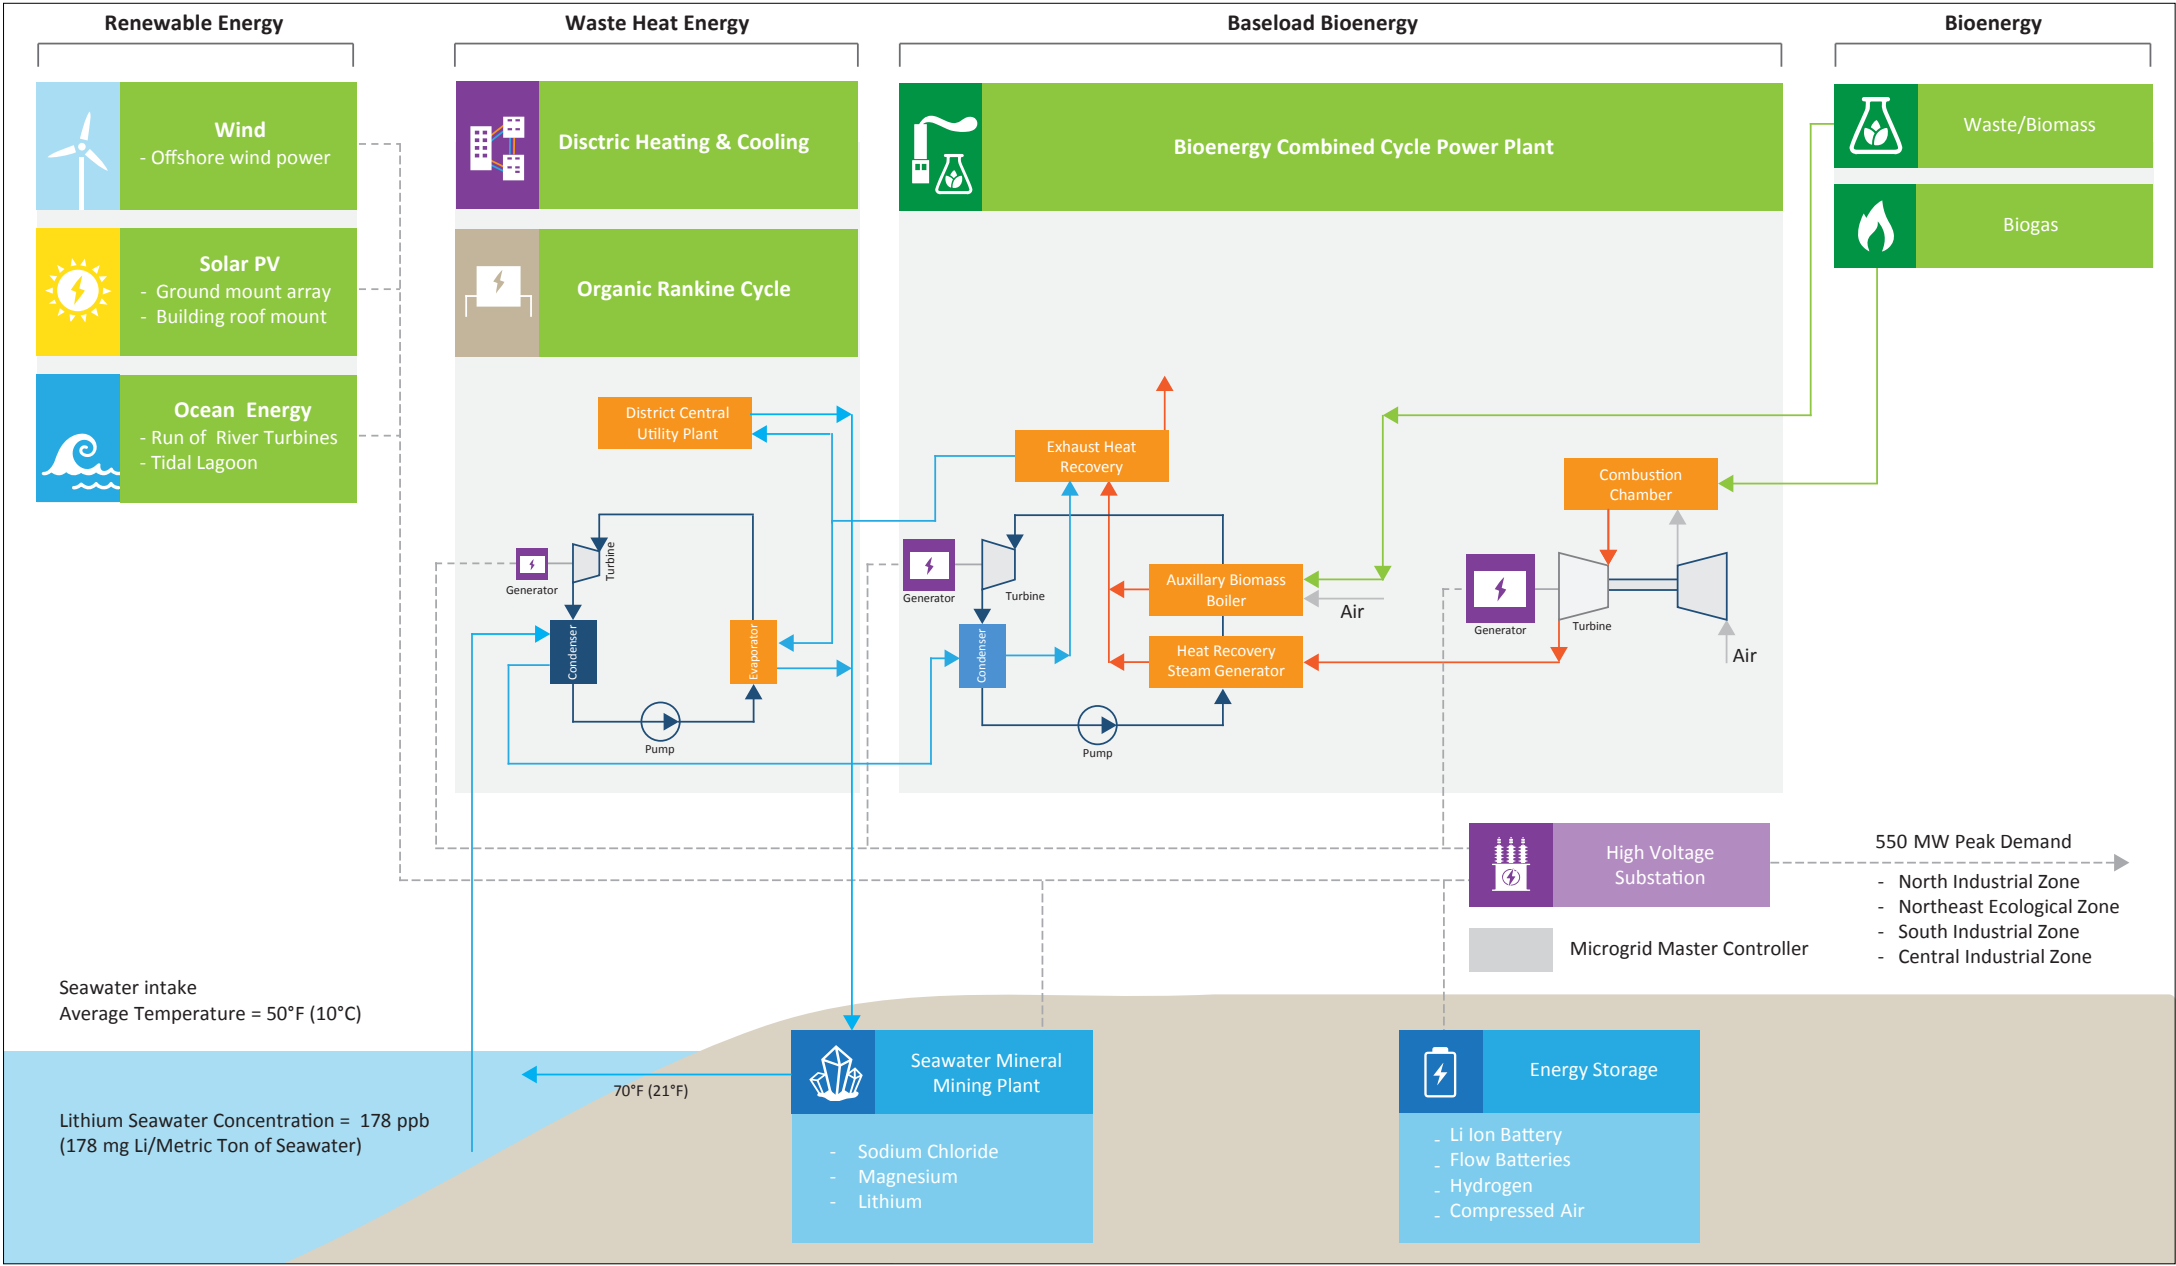 Renewable Energy
Waste Heat Energy
Baseload Bioenergy
Bioenergy
Wind
- Offshore wind power
Solar PV
- Ground mount array
- Building roof mount
Ocean Energy
- Run of River Turbines
- Tidal Lagoon
Disctric Heating & Cooling
Organic Rankine Cycle
District Central
Utility Plant
Generator
Turbine
Condenser
Evaporator
Pump
Bioenergy Combined Cycle Power Plant
Exhaust Heat
Recovery
Generator
Turbine
Condenser
Pump
Auxillary Biomass
Boiler
Air
Heat Recovery
Steam Generator
Combustion
Chamber
Generator
Turbine
Air
Waste/Biomass
Biogas
High Voltage
Substation
Microgrid Master Controller
550 MW Peak Demand
- North Industrial Zone
- Northeast Ecological Zone
- South Industrial Zone
- Central Industrial Zone
Seawater intake
Average Temperature = 50°F (10°C)
Lithium Seawater Concentration = 178 ppb
(178 mg Li/Metric Ton of Seawater)
70°F (21°F)
Seawater Mineral
Mining Plant
- Sodium Chloride
- Magnesium
- Lithium
Energy Storage
- Li Ion Battery
- Flow Batteries
- Hydrogen
- Compressed Air